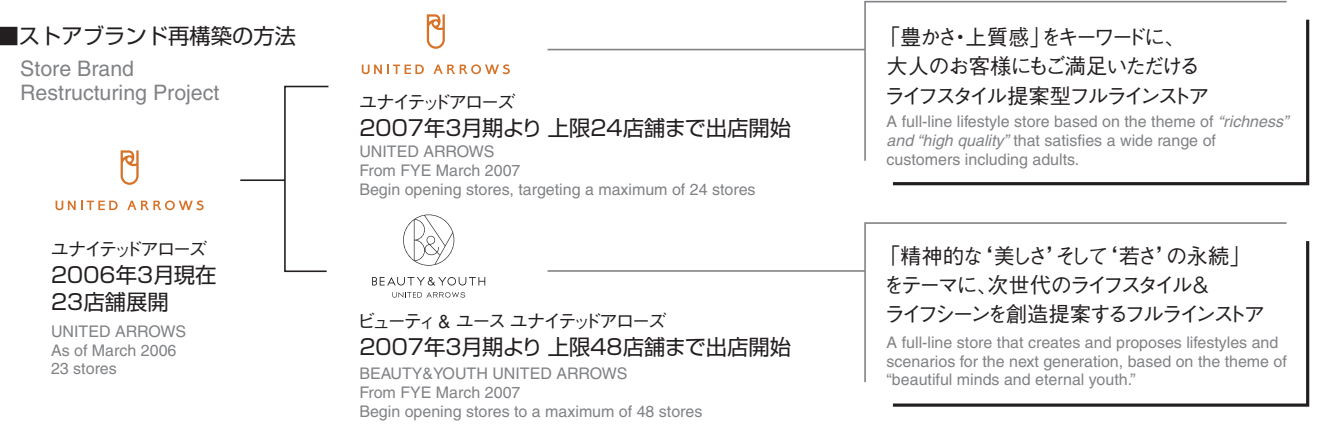 ■ストアブランド再構築の方法
Store Brand
Restructuring Project
UNITED ARROWS
ユナイテッドアローズ
2006年3月現在
23店舗展開
UNITED ARROWS
As of March 2006
23 stores
UNITED ARROWS
ユナイテッドアローズ
2007年3月期より 上限24店舗まで出店開始
UNITED ARROWS
From FYE March 2007
Begin opening stores, targeting a maximum of 24 stores
「豊かさ・上質感」をキーワードに、
大人のお客様にもご満足いただける
ライフスタイル提案型フルラインストア
A full-line lifestyle store based on the theme of “richness”
and “high quality” that satisfies a wide range of
customers including adults.
B&Y
BEAUTY&YOUTH
UNITED ARROWS
ビューティ & ユース ユナイテッドアローズ
2007年3月期より 上限48店舗まで出店開始
BEAUTY&YOUTH UNITED ARROWS
From FYE March 2007
Begin opening stores to a maximum of 48 stores
「精神的な‘美しさ’そして‘若さ’の永続」
をテーマに、次世代のライフスタイル&
ライフシーンを創造提案するフルラインストア
A full-line store that creates and proposes lifestyles and
scenarios for the next generation, based on the theme of
“beautiful minds and eternal youth.”